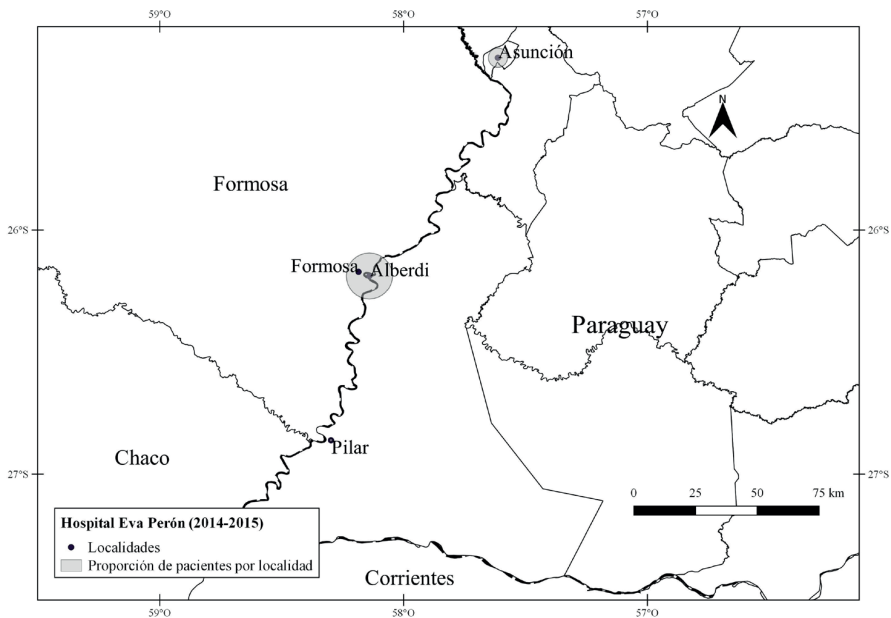 59°O 58°O 57°O
Asunción
N
Formosa
26°S 26°S
Formosa Alberdi
Paraguay
Pilar
Chaco
27°S 27°S
0 25 50 75 km
Hospital Eva Perón (2014-2015)
Localidades
Proporción de pacientes por localidad
Corrientes
59°O 58°O 57°O